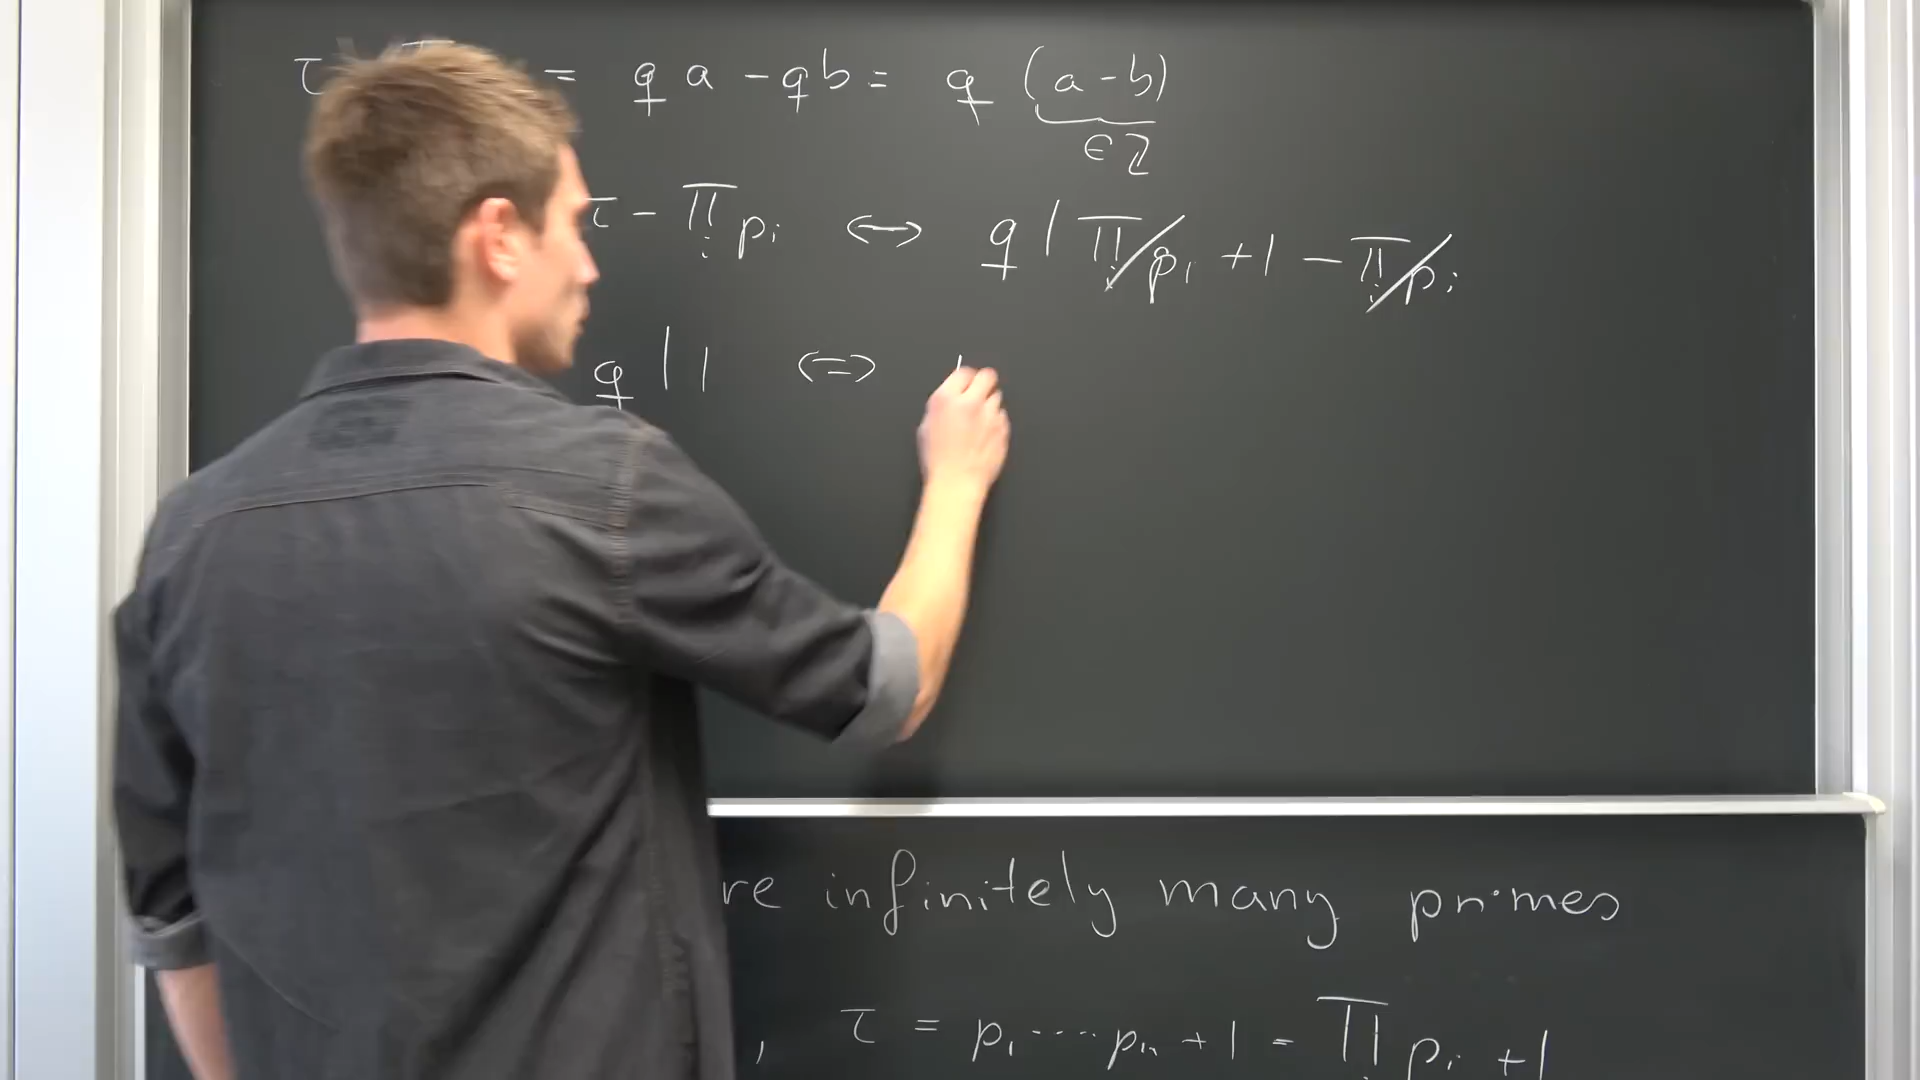 τ = q a - q b = q (a - b)
∈ ℤ
τ - ∏ᵢ pᵢ ↔ q | ∏ᵢ pᵢ + 1 - ∏ᵢ pᵢ
q | 1 ⇔
re infinitely many primes
, τ = p₁ ···· pₙ + 1 = ∏ᵢ pᵢ + 1